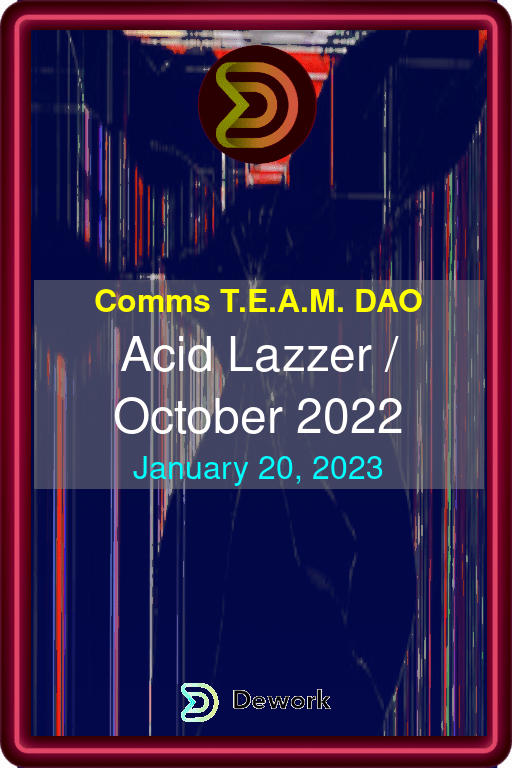 Comms T.E.A.M. DAO
Acid Lazzer /
October 2022
January 20, 2023
Dework